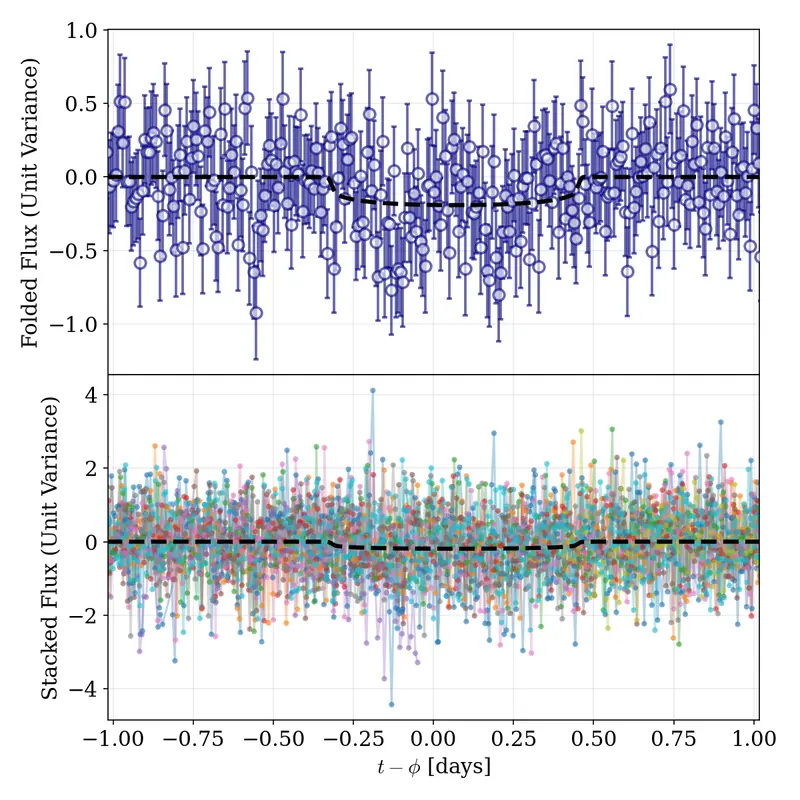 Folded Flux (Unit Variance)
1.0
0.5
0.0
−0.5
−1.0
Stacked Flux (Unit Variance)
4
2
0
−2
−4
−1.00 −0.75 −0.50 −0.25 0.00 0.25 0.50 0.75 1.00
t − ϕ [days]